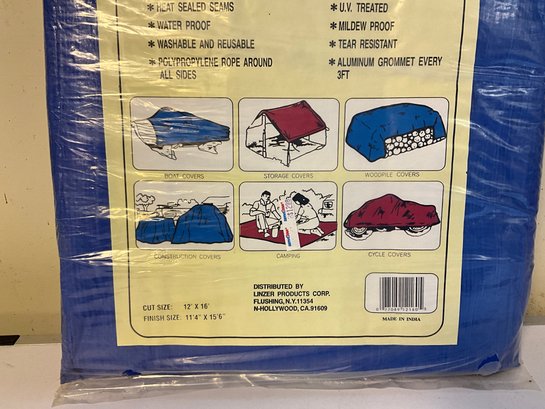 * HEAT SEALED SEAMS
* WATER PROOF
* WASHABLE AND REUSABLE
* POLYPROPYLENE ROPE AROUND
ALL SIDES
* U.V. TREATED
* MILDEW PROOF
* TEAR RESISTANT
* ALUMINUM GROMMET EVERY
3FT
BOAT COVERS
STORAGE COVERS
WOODPILE COVERS
CONSTRUCTION COVERS
CAMPING
CYCLE COVERS
CUT SIZE: 12' X 16'
FINISH SIZE: 11'4" X 15'6"
DISTRIBUTED BY
LINZER PRODUCTS CORP.
FLUSHING, N.Y.11354
N-HOLLYWOOD, CA.91609
MADE IN INDIA